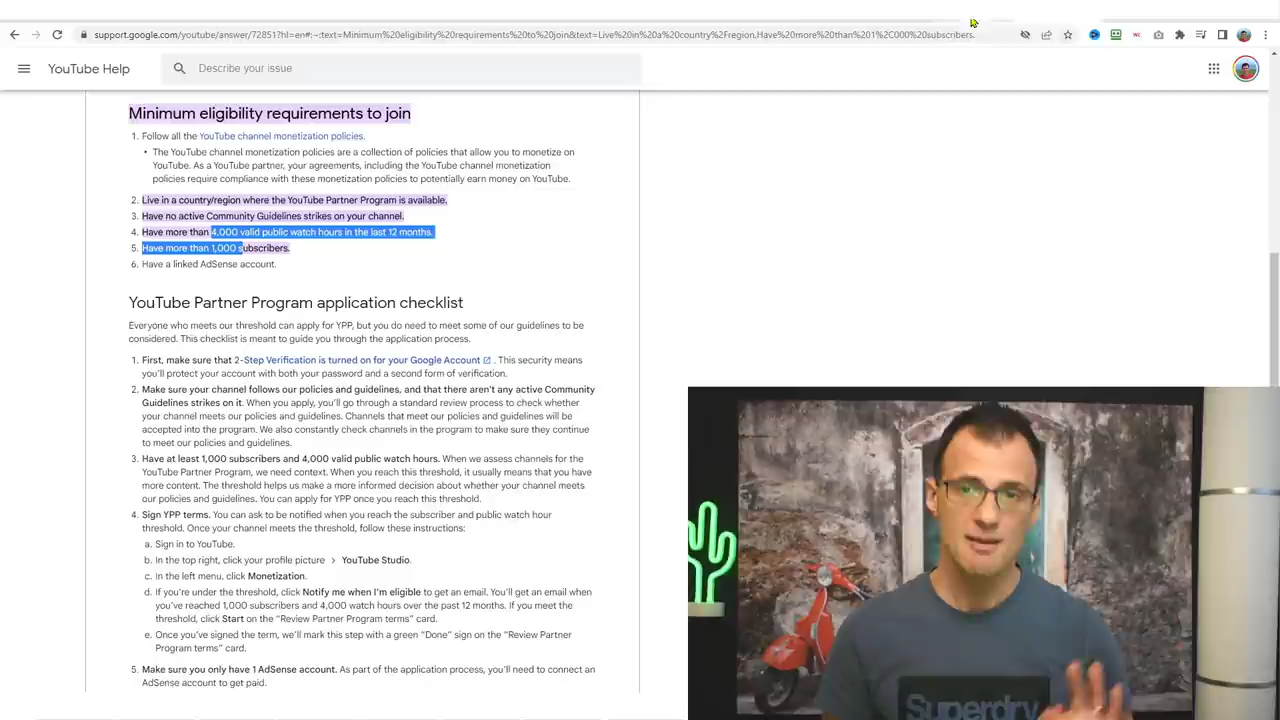 support.google.com/youtube/answer/72851?hl=en#:~:text=Minimum%20eligibility%20requirements%20to%20join&text=Live%20in%20a%20country%2Fregion,Have%20more%20than%201%2C000%20subscribers.
YouTube Help
Describe your issue
Minimum eligibility requirements to join
1. Follow all the YouTube channel monetization policies.
• The YouTube channel monetization policies are a collection of policies that allow you to monetize on
YouTube. As a YouTube partner, your agreements, including the YouTube channel monetization
policies require compliance with these monetization policies to potentially earn money on YouTube.
2. Live in a country/region where the YouTube Partner Program is available.
3. Have no active Community Guidelines strikes on your channel.
4. Have more than 4,000 valid public watch hours in the last 12 months.
5. Have more than 1,000 subscribers.
6. Have a linked AdSense account.
YouTube Partner Program application checklist
Everyone who meets our threshold can apply for YPP, but you do need to meet some of our guidelines to be
considered. This checklist is meant to guide you through the application process.
1. First, make sure that 2-Step Verification is turned on for your Google Account . This security means
you'll protect your account with both your password and a second form of verification.
2. Make sure your channel follows our policies and guidelines, and that there aren't any active Community
Guidelines strikes on it. When you apply, you'll go through a standard review process to check whether
your channel meets our policies and guidelines. Channels that meet our policies and guidelines will be
accepted into the program. We also constantly check channels in the program to make sure they continue
to meet our policies and guidelines.
3. Have at least 1,000 subscribers and 4,000 valid public watch hours. When we assess channels for the
YouTube Partner Program, we need context. When you reach this threshold, it usually means that you have
more content. The threshold helps us make a more informed decision about whether your channel meets
our policies and guidelines. You can apply for YPP once you reach this threshold.
4. Sign YPP terms. You can ask to be notified when you reach the subscriber and public watch hour
threshold. Once your channel meets the threshold, follow these instructions:
a. Sign in to YouTube.
b. In the top right, click your profile picture > YouTube Studio.
c. In the left menu, click Monetization.
d. If you're under the threshold, click Notify me when I'm eligible to get an email. You'll get an email when
you've reached 1,000 subscribers and 4,000 watch hours over the past 12 months. If you meet the
threshold, click Start on the "Review Partner Program terms" card.
e. Once you've signed the term, we'll mark this step with a green "Done" sign on the "Review Partner
Program terms" card.
5. Make sure you only have 1 AdSense account. As part of the application process, you'll need to connect an
AdSense account to get paid.
Superdry